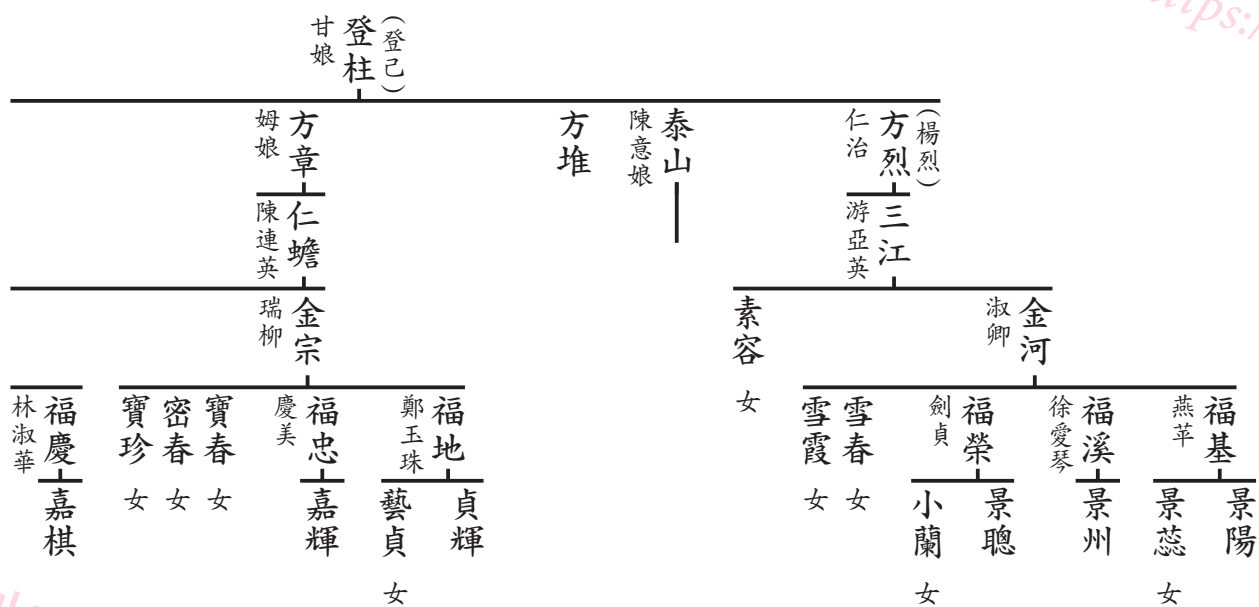 (登己)
登柱
甘娘
(楊烈)
方烈
仁治
泰山
陳意娘
方堆
方章
姆娘
三江
游亞英
仁蟾
陳連英
金河
淑卿
素容 女
金宗
瑞柳
福基
燕苹
福溪
徐愛琴
福榮
劍貞
雪春 女
雪霞 女
福地
鄭玉珠
福忠
慶美
寶春 女
密春 女
寶珍 女
福慶
林淑華
景陽
景蕊 女
景州
景聰
小蘭 女
貞輝
藝貞 女
嘉輝
嘉棋